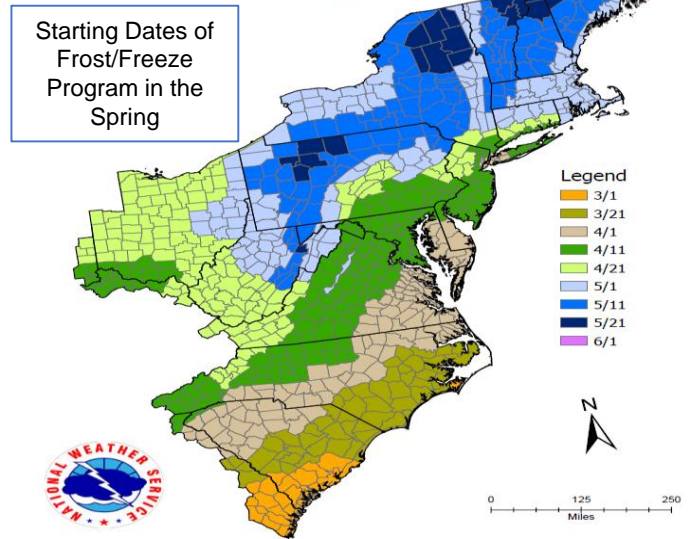 Starting Dates of
Frost/Freeze
Program in the
Spring
Legend
3/1
3/21
4/1
4/11
4/21
5/1
5/11
5/21
6/1
N
NATIONAL WEATHER SERVICE
0 125 250
Miles